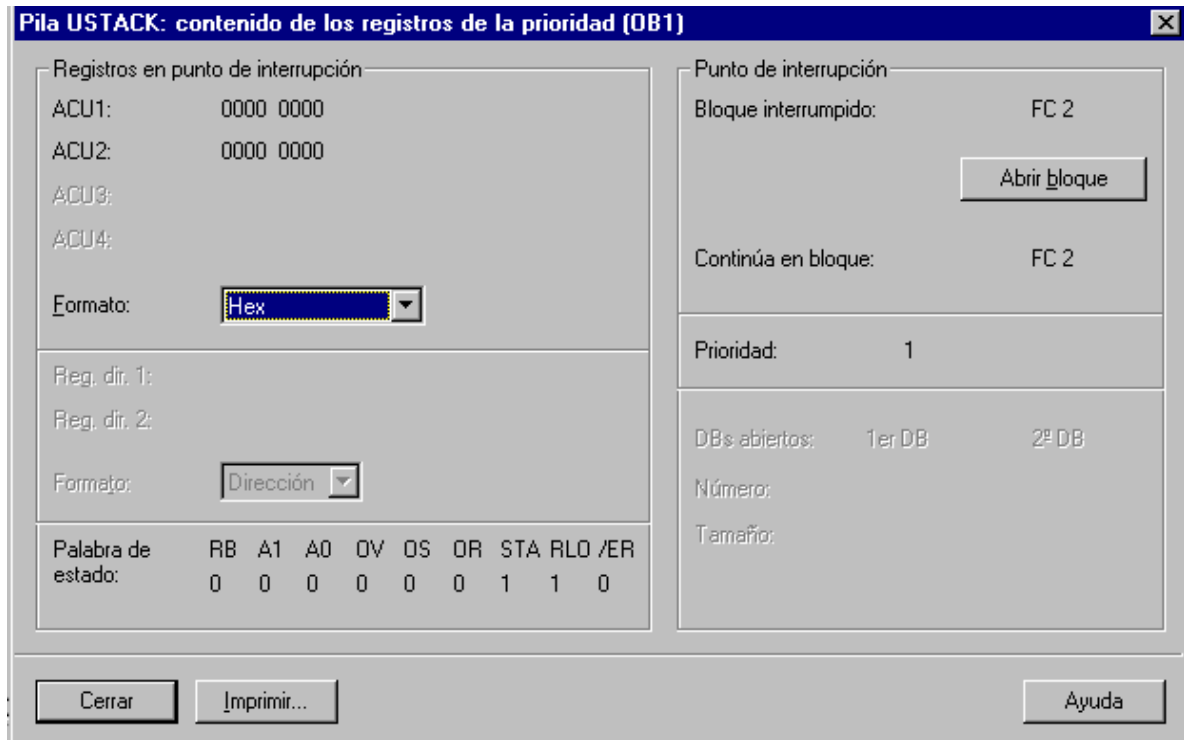 Pila USTACK: contenido de los registros de la prioridad (OB1)
Registros en punto de interrupción
ACU1: 0000 0000
ACU2: 0000 0000
ACU3:
ACU4:
Formato: Hex
Reg. dir. 1:
Reg. dir. 2:
Formato: Dirección
Palabra de estado:
RB A1 A0 OV OS OR STA RLO /ER
0 0 0 0 0 0 1 1 0
Punto de interrupción
Bloque interrumpido: FC 2
Abrir bloque
Continúa en bloque: FC 2
Prioridad: 1
DBs abiertos: 1er DB 2º DB
Número:
Tamaño:
Cerrar Imprimir... Ayuda